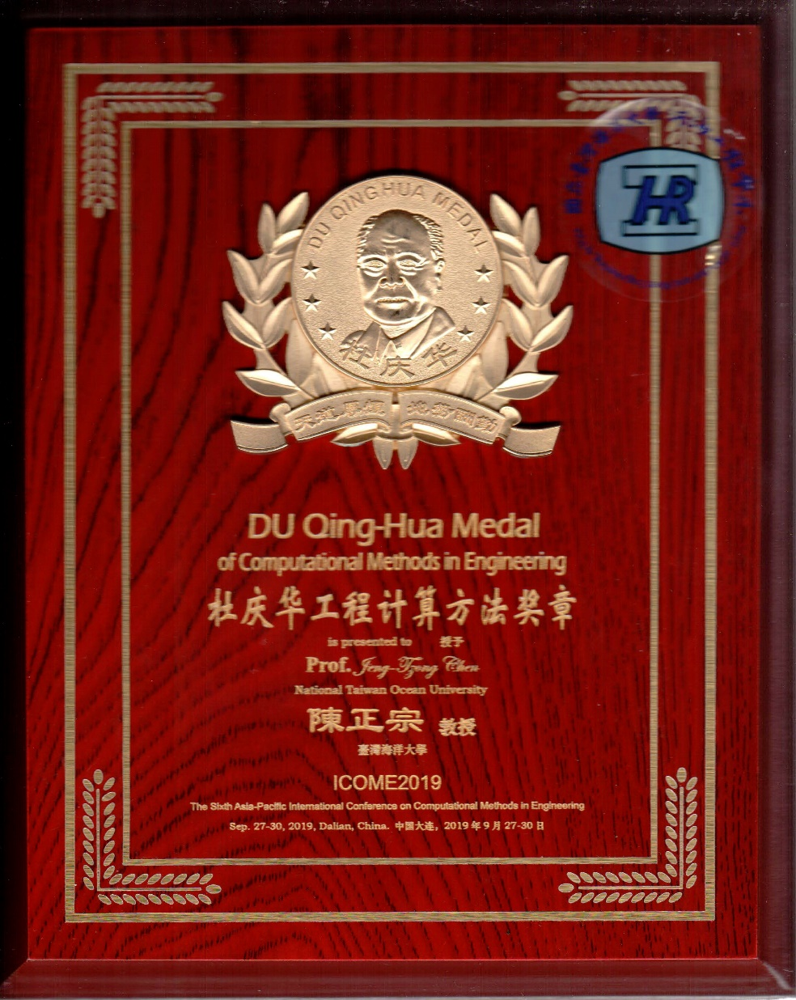 DU QINGHUA MEDAL
杜庆华
HR
DU Qing-Hua Medal
of Computational Methods in Engineering
杜庆华工程计算方法奖章
is presented to 授予
Prof. Jeng-Tzong Chen
National Taiwan Ocean University
陳正宗 教授
臺灣海洋大學
ICOME2019
The Sixth Asia-Pacific International Conference on Computational Methods in Engineering
Sep. 27-30, 2019, Dalian, China. 中国大连，2019年9月27-30日